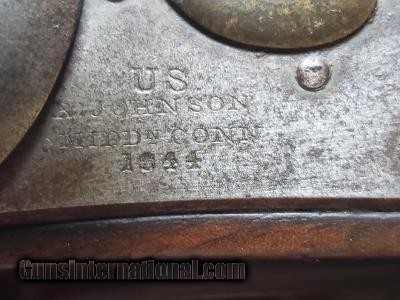 US
R. JOHNSON
MIDDN CONN
1844
GunsInternational.com